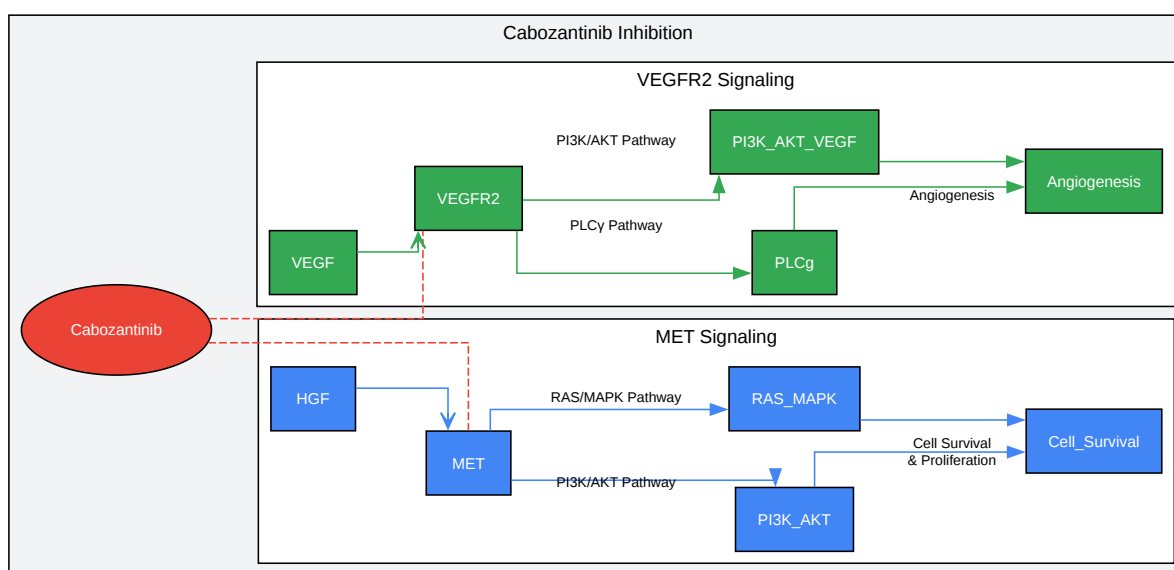 Cabozantinib Inhibition
VEGFR2 Signaling
PI3K/AKT Pathway
PI3K_AKT_VEGF
VEGFR2
Angiogenesis
Angiogenesis
PLCγ Pathway
VEGF
PLCg
Cabozantinib
MET Signaling
HGF
RAS/MAPK Pathway
RAS_MAPK
MET
Cell Survival
& Proliferation
Cell_Survival
PI3K/AKT Pathway
PI3K_AKT